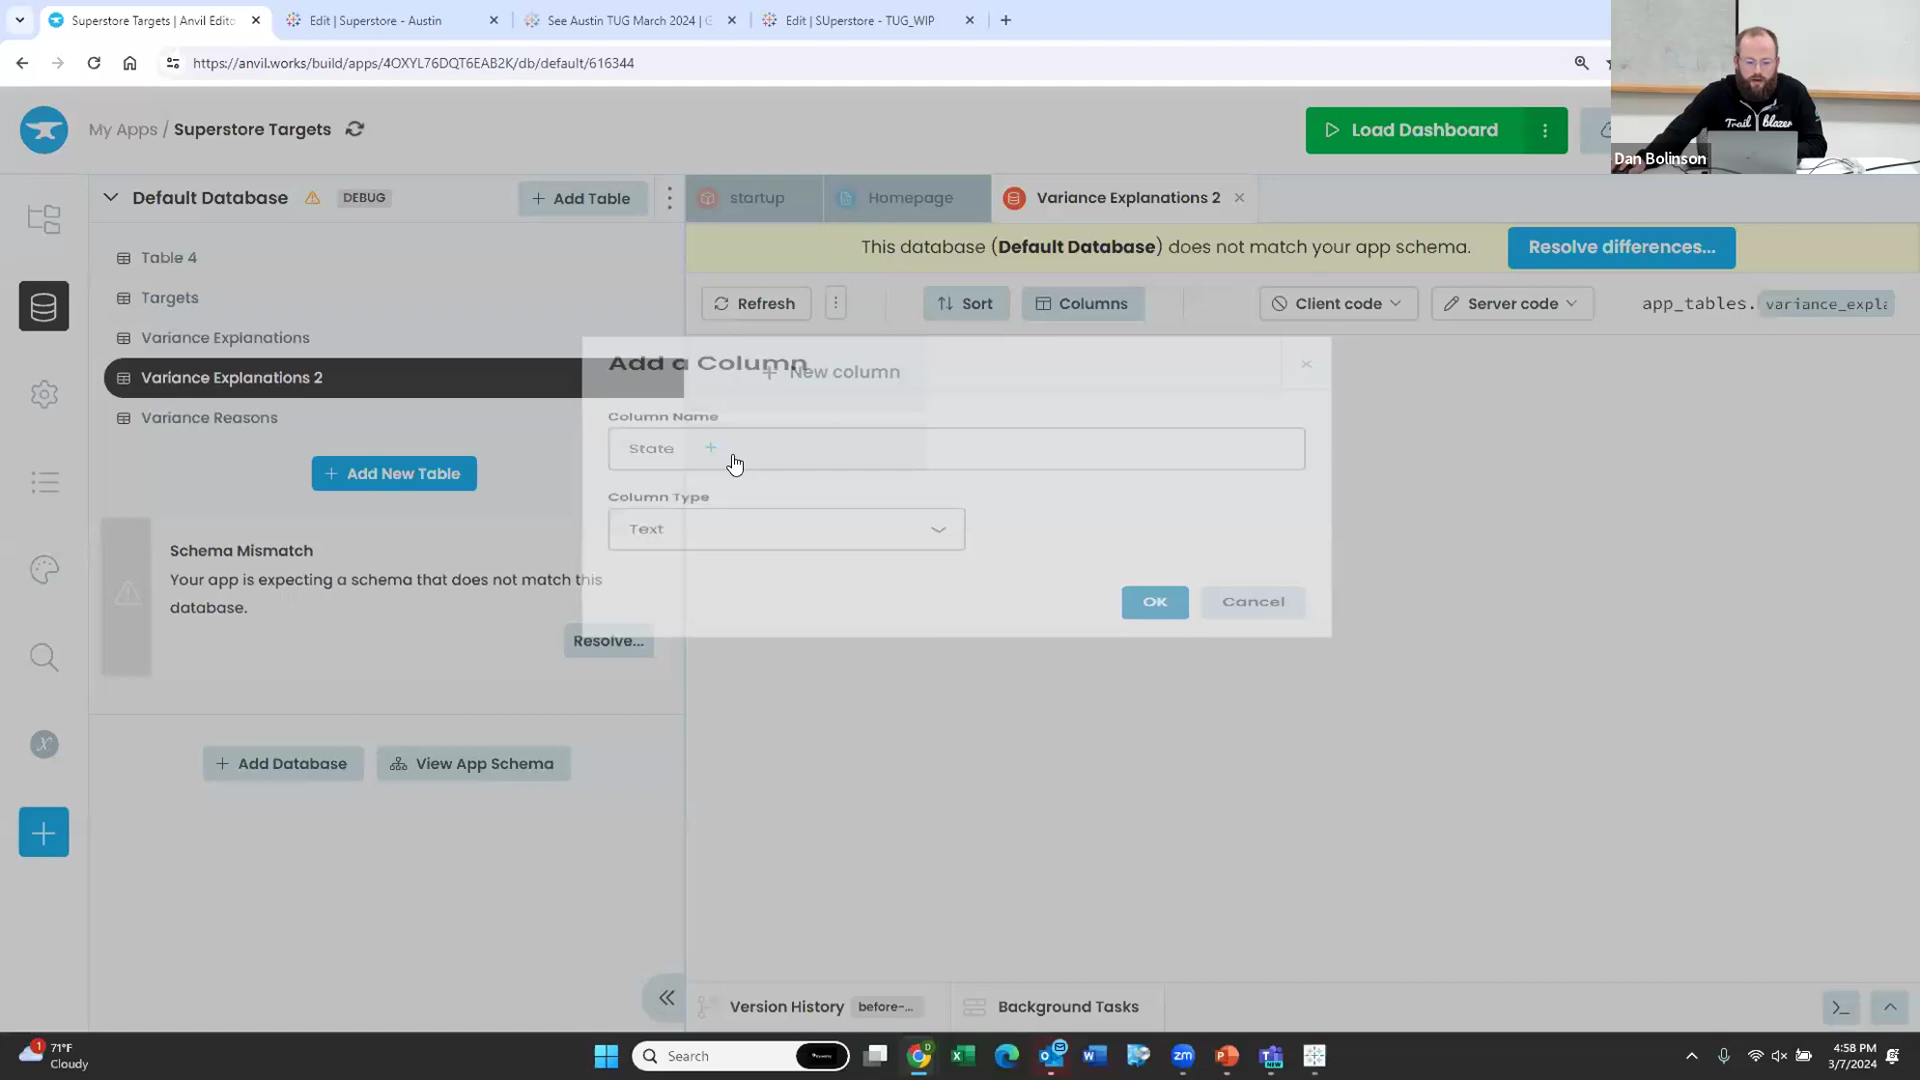 Superstore Targets | Anvil Edito
Edit | Superstore - Austin
See Austin TUG March 2024 | G
Edit | SUperstore - TUG_WIP
https://anvil.works/build/apps/4OXYL76DQT6EAB2K/db/default/616344
My Apps / Superstore Targets
Load Dashboard
Trail blazer
Dan Bolinson
Default Database
DEBUG
+ Add Table
startup
Homepage
Variance Explanations 2
This database (Default Database) does not match your app schema.
Resolve differences...
Table 4
Targets
Variance Explanations
Variance Explanations 2
Variance Reasons
+ Add New Table
Refresh
Sort
Columns
Client code
Server code
app_tables. variance_expla
Add a Column
+ New column
Column Name
State
Column Type
Text
OK
Cancel
Schema Mismatch
Your app is expecting a schema that does not match this
database.
Resolve...
+ Add Database
View App Schema
Version History
before-...
Background Tasks
1
71°F
Cloudy
Search
4:58 PM
3/7/2024